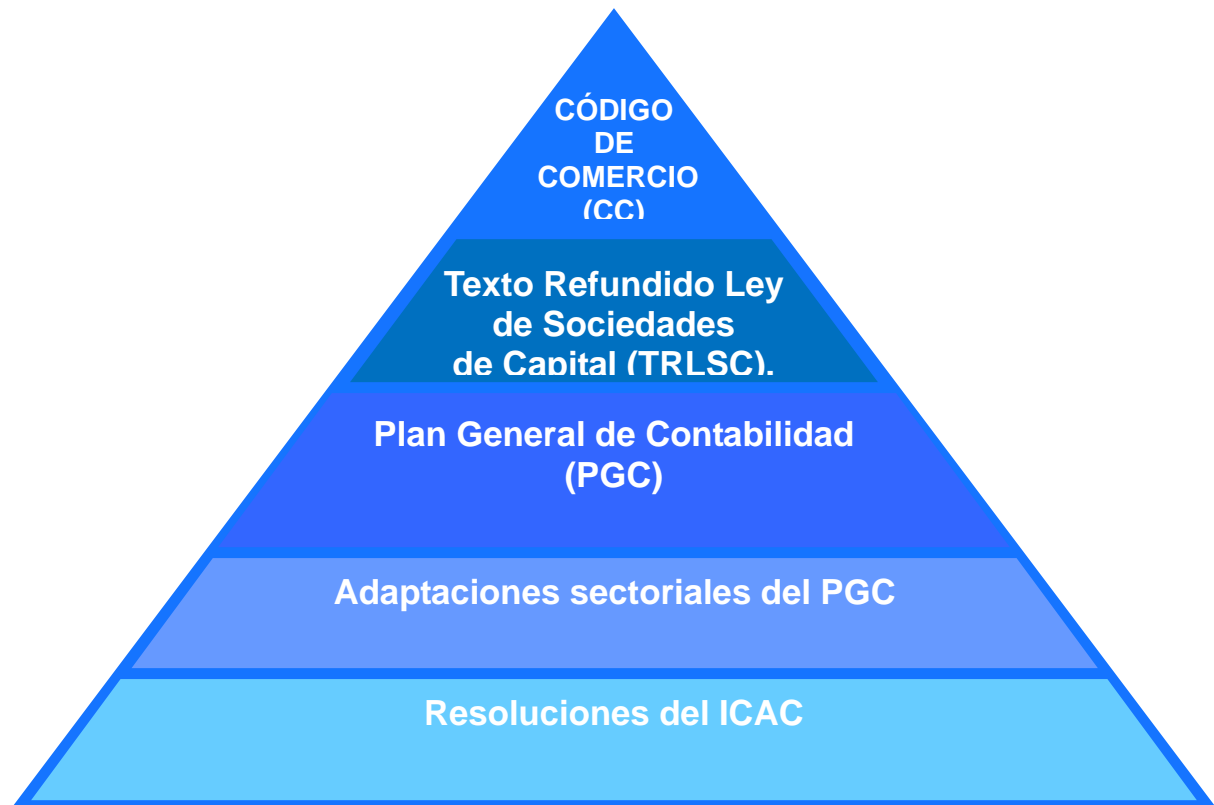 CÓDIGO
DE
COMERCIO
(CC)
Texto Refundido Ley
de Sociedades
de Capital (TRLSC).
Plan General de Contabilidad
(PGC)
Adaptaciones sectoriales del PGC
Resoluciones del ICAC